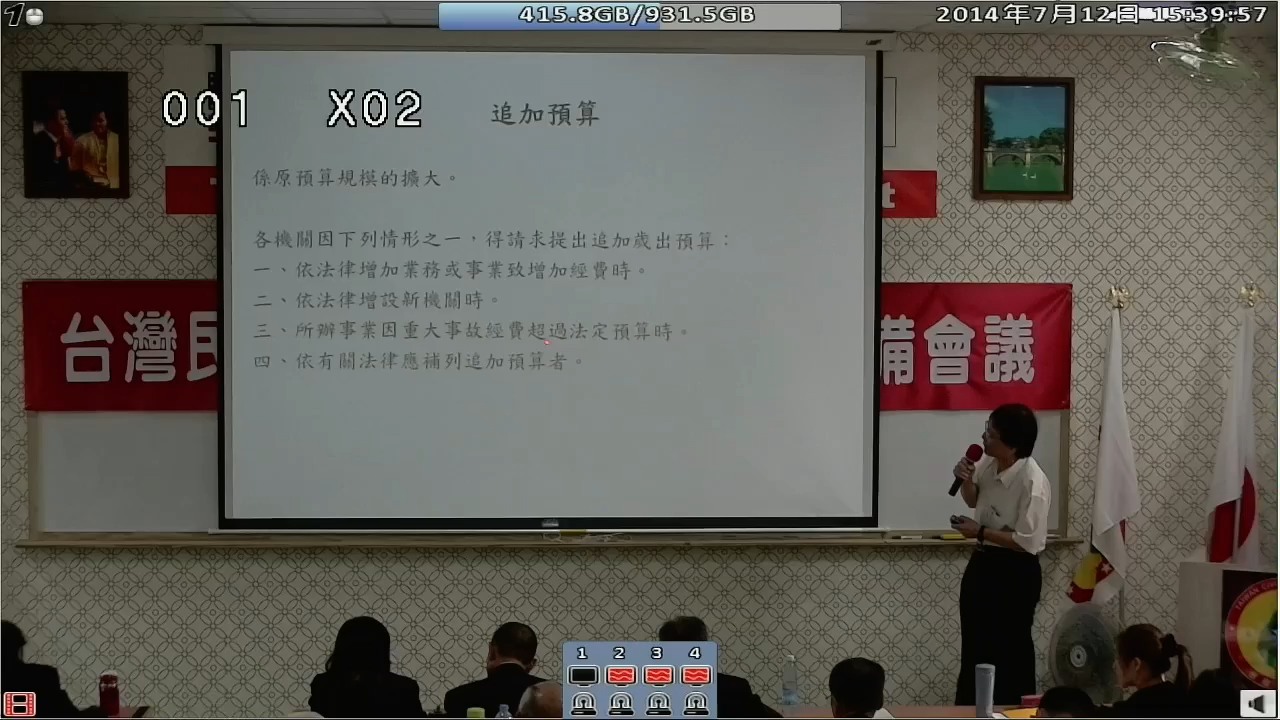 415.8GB/931.5GB
2014年7月12日 15:39:57
001 X02
追加預算
係原預算規模的擴大。
各機關因下列情形之一，得請求提出追加歲出預算：
一、依法律增加業務或事業致增加經費時。
二、依法律增設新機關時。
三、所辦事業因重大事故經費超過法定預算時。
四、依有關法律應補列追加預算者。
t
台灣民
備會議
1 2 3 4